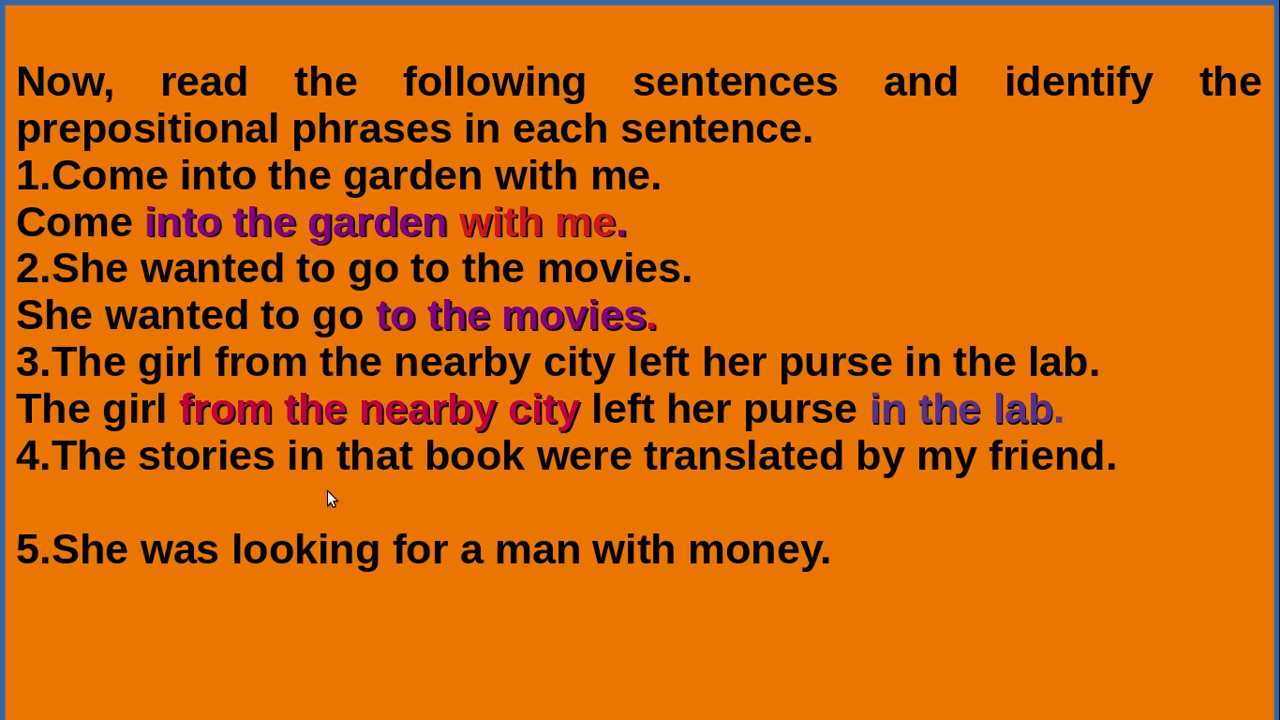 Now, read the following sentences and identify the
prepositional phrases in each sentence.
1.Come into the garden with me.
Come into the garden with me.
2.She wanted to go to the movies.
She wanted to go to the movies.
3.The girl from the nearby city left her purse in the lab.
The girl from the nearby city left her purse in the lab.
4.The stories in that book were translated by my friend.
5.She was looking for a man with money.